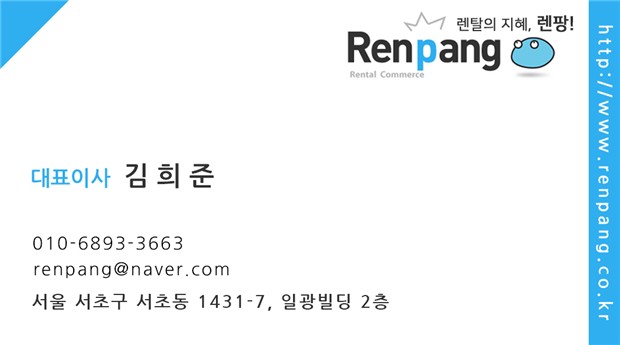 렌탈의 지혜, 렌팡!
Renpang
Rental Commerce
대표이사 김 희 준
010-6893-3663
renpang@naver.com
서울 서초구 서초동 1431-7, 일광빌딩 2층
http://www.renpang.co.kr